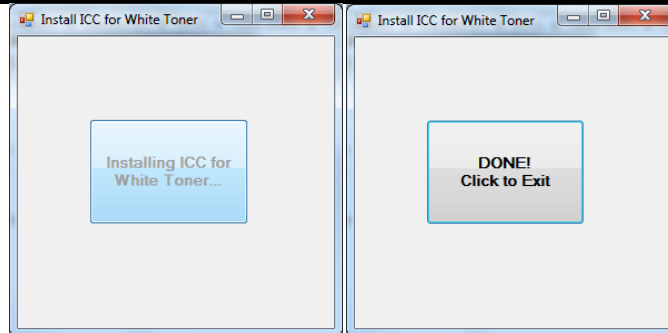 Install ICC for White Toner
Installing ICC for
White Toner...
Install ICC for White Toner
DONE!
Click to Exit